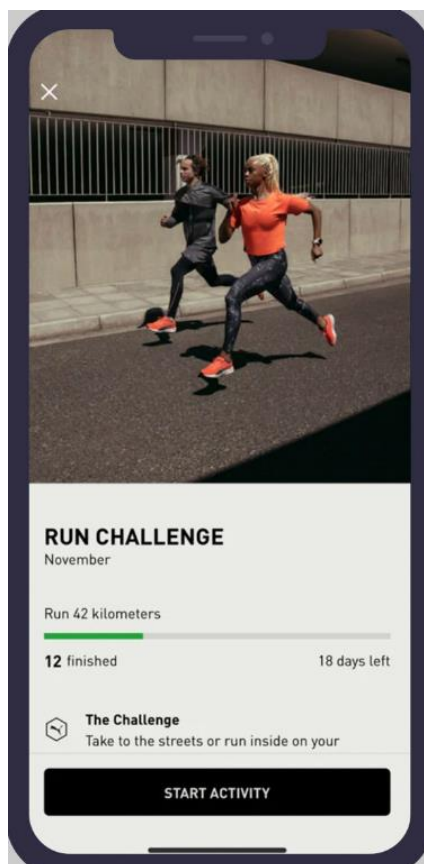 RUN CHALLENGE
November
Run 42 kilometers
12 finished
18 days left
The Challenge
Take to the streets or run inside on your
START ACTIVITY